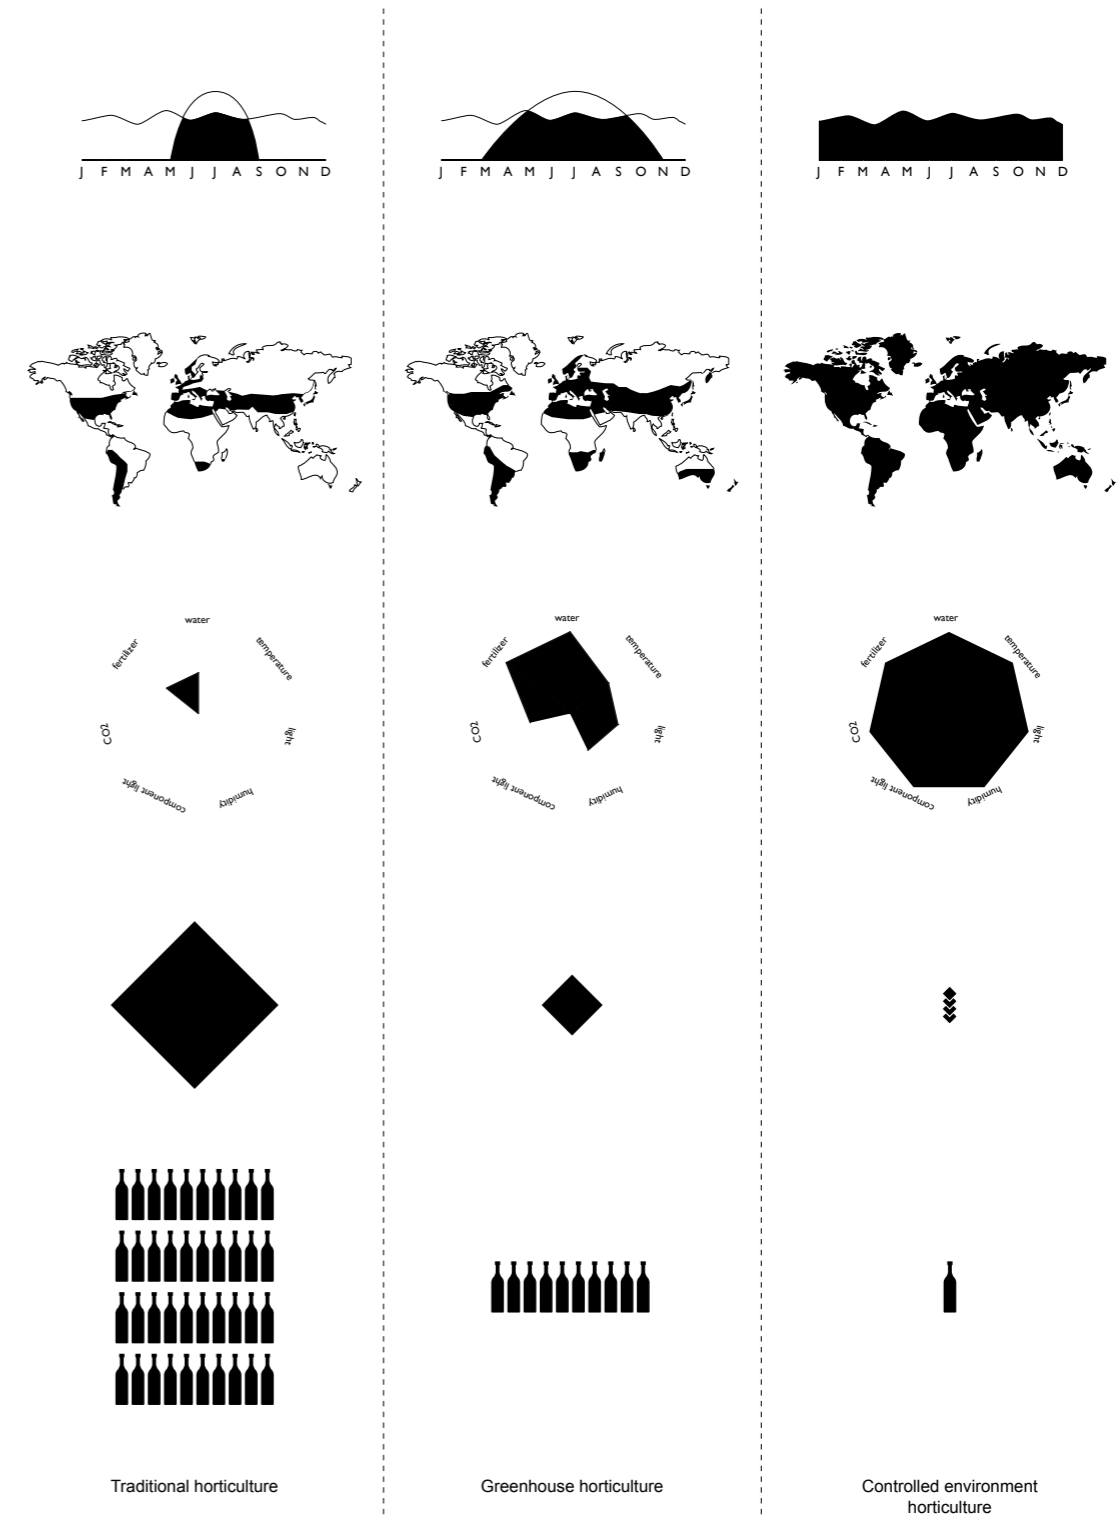 J F M A M J J A S O N D
J F M A M J J A S O N D
J F M A M J J A S O N D
water
temperature
light
humidity
component light
CO2
fertilizer
water
temperature
light
humidity
component light
CO2
fertilizer
water
temperature
light
humidity
component light
CO2
fertilizer
Traditional horticulture
Greenhouse horticulture
Controlled environment
horticulture